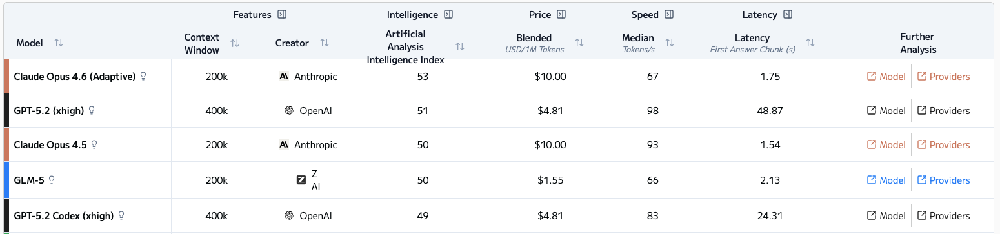 Features Intelligence Price Speed Latency
Model Context Window Creator Artificial Analysis Intelligence Index Blended USD/1M Tokens Median Tokens/s Latency First Answer Chunk (s) Further Analysis
Claude Opus 4.6 (Adaptive) 200k Anthropic 53 $10.00 67 1.75 Model Providers
GPT-5.2 (xhigh) 400k OpenAI 51 $4.81 98 48.87 Model Providers
Claude Opus 4.5 200k Anthropic 50 $10.00 93 1.54 Model Providers
GLM-5 200k Z AI 50 $1.55 66 2.13 Model Providers
GPT-5.2 Codex (xhigh) 400k OpenAI 49 $4.81 83 24.31 Model Providers